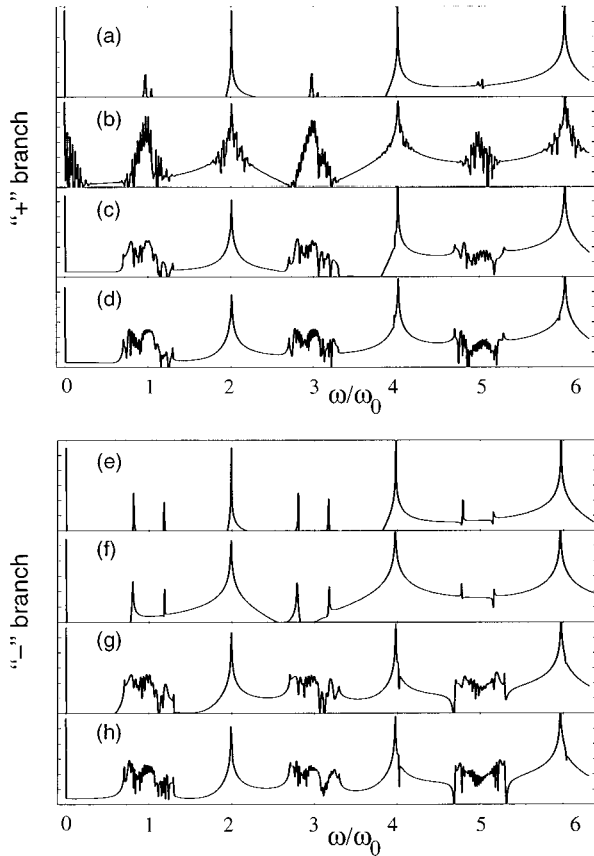 "+" branch
(a)
(b)
(c)
(d)
0 1 2 3 4 5 6
ω/ω0
"–" branch
(e)
(f)
(g)
(h)
0 1 2 3 4 5 6
ω/ω0